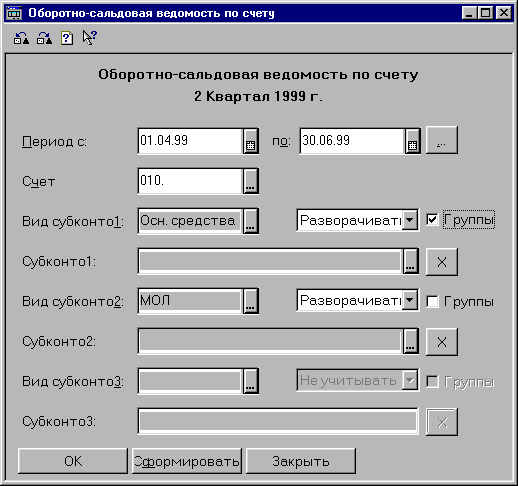 Оборотно-сальдовая ведомость по счету
Оборотно-сальдовая ведомость по счету
2 Квартал 1999 г.
Период с: 01.04.99 по: 30.06.99 ...
Счет 010. ...
Вид субконто1: Осн. средства ... Разворачивать Группы
Субконто1: ... X
Вид субконто2: МОЛ ... Разворачивать Группы
Субконто2: ... X
Вид субконто3: ... Не учитывать Группы
Субконто3: X
OK Сформировать Закрыть